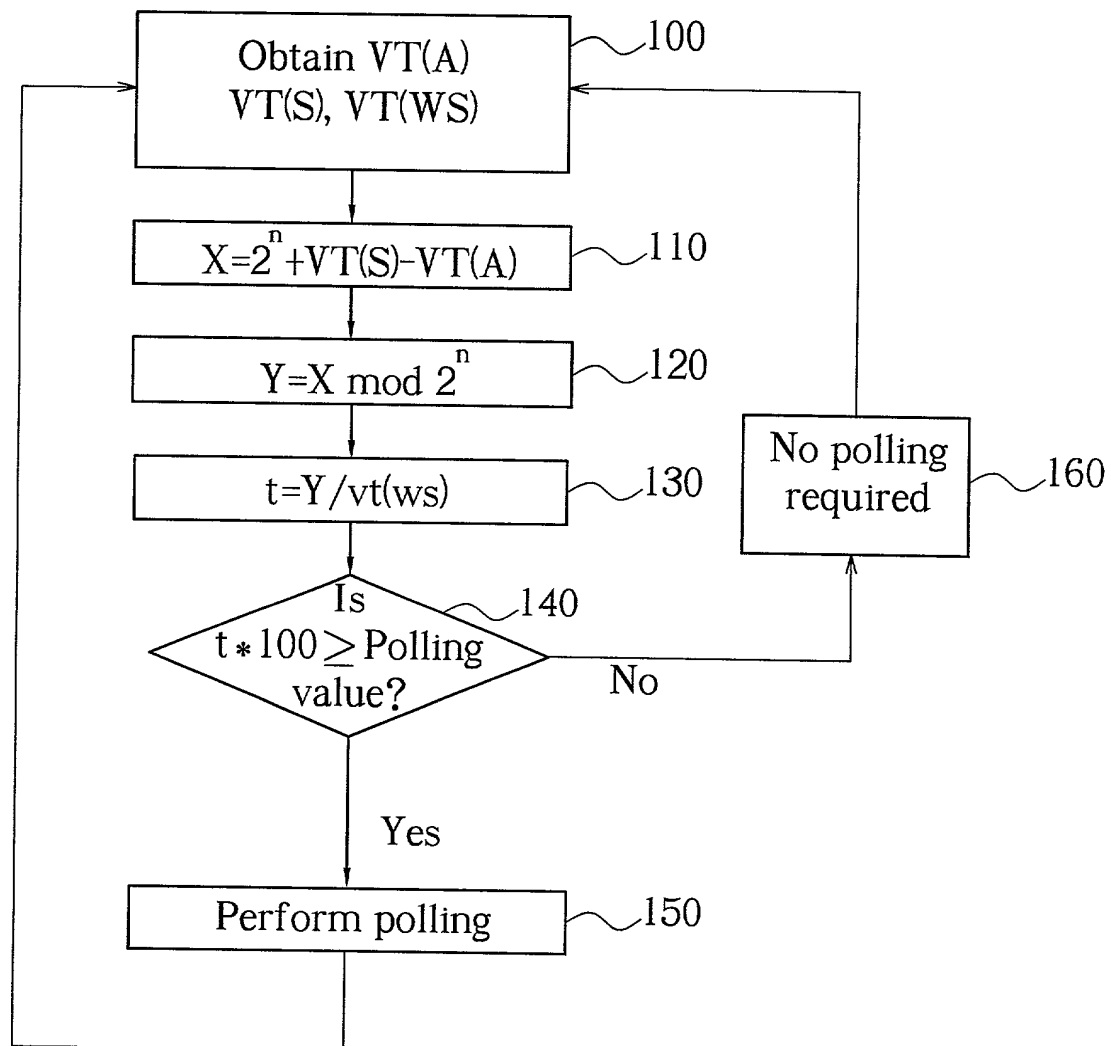 Obtain VT(A)
VT(S), VT(WS)
100
X=2^n+VT(S)-VT(A)
110
Y=X mod 2^n
120
t=Y/vt(ws)
130
No polling
required
160
Is
t*100≥Polling
value?
140
No
Yes
Perform polling
150